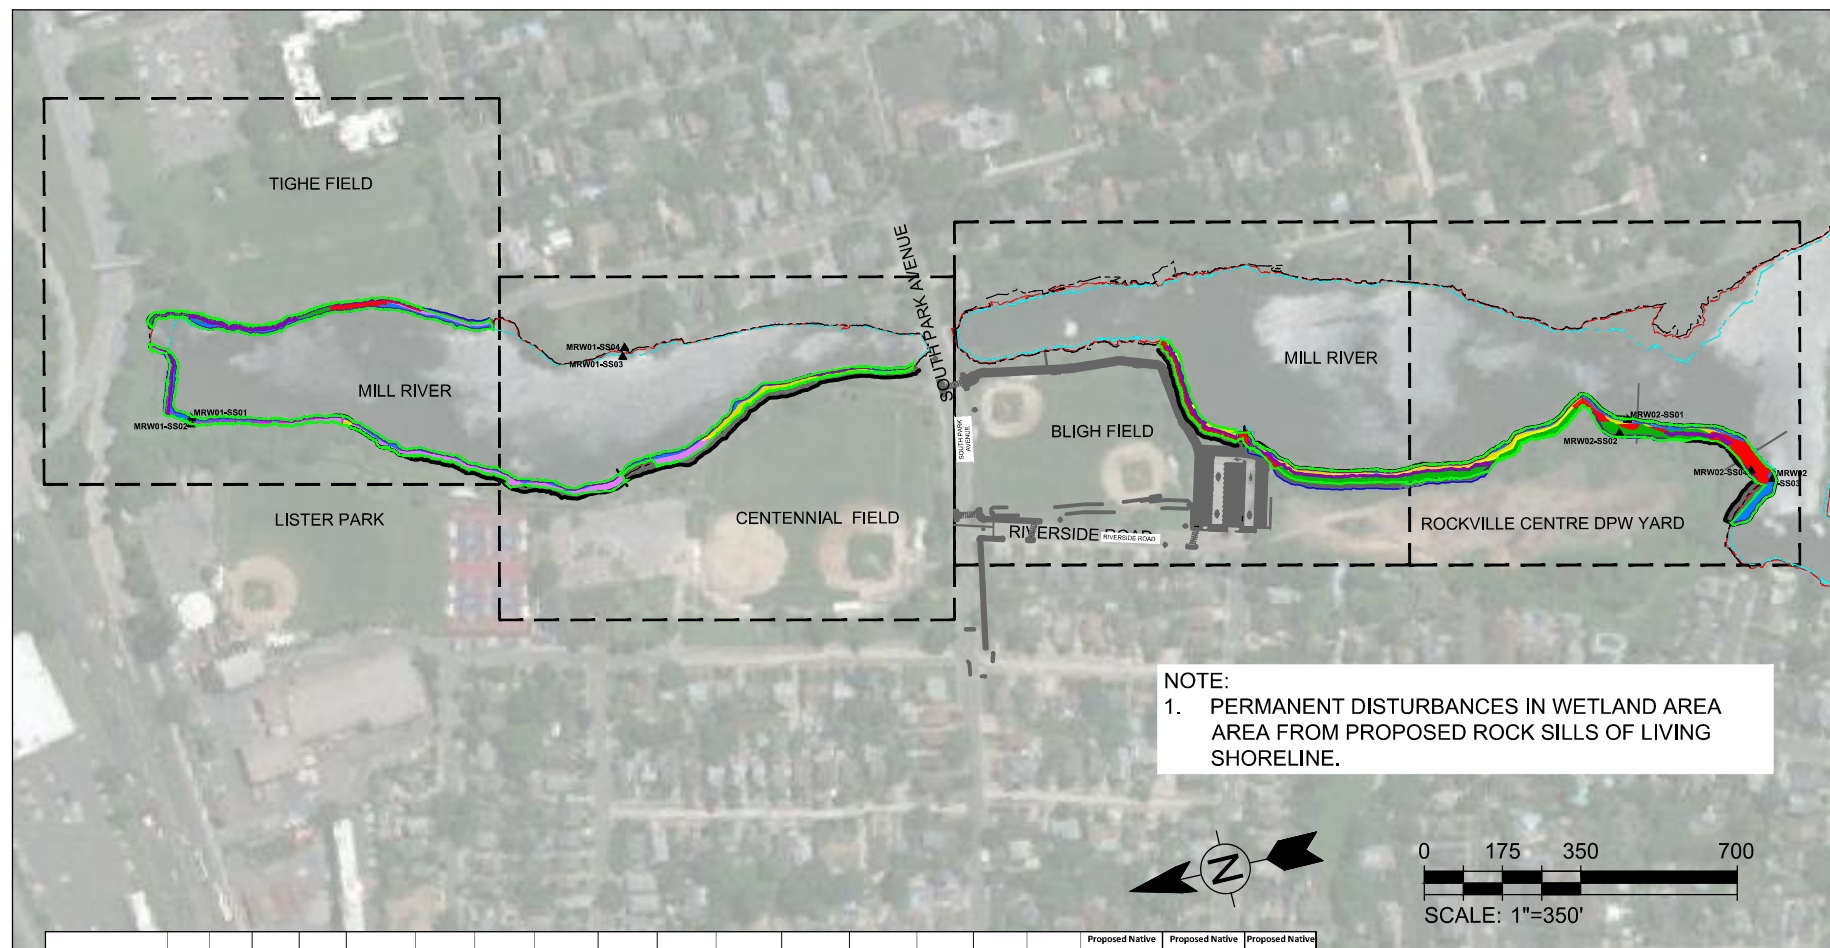 TIGHE FIELD
SOUTH PARK AVENUE
MRW01-SS04
MRW01-SS03
MILL RIVER
MILL RIVER
MRW01-SS01
MRW01-SS02
BLIGH FIELD
SOUTH PARK
AVENUE
MRW02-SS01
MRW02-SS02
MRW02-SS04
MRW02
SS03
LISTER PARK
CENTENNIAL FIELD
RIVERSIDE ROAD
RIVERSIDE ROAD
ROCKVILLE CENTRE DPW YARD
NOTE:
1. PERMANENT DISTURBANCES IN WETLAND AREA
AREA FROM PROPOSED ROCK SILLS OF LIVING
SHORELINE.
N
0 175 350 700
SCALE: 1"=350'
Proposed Native Proposed Native Proposed Native